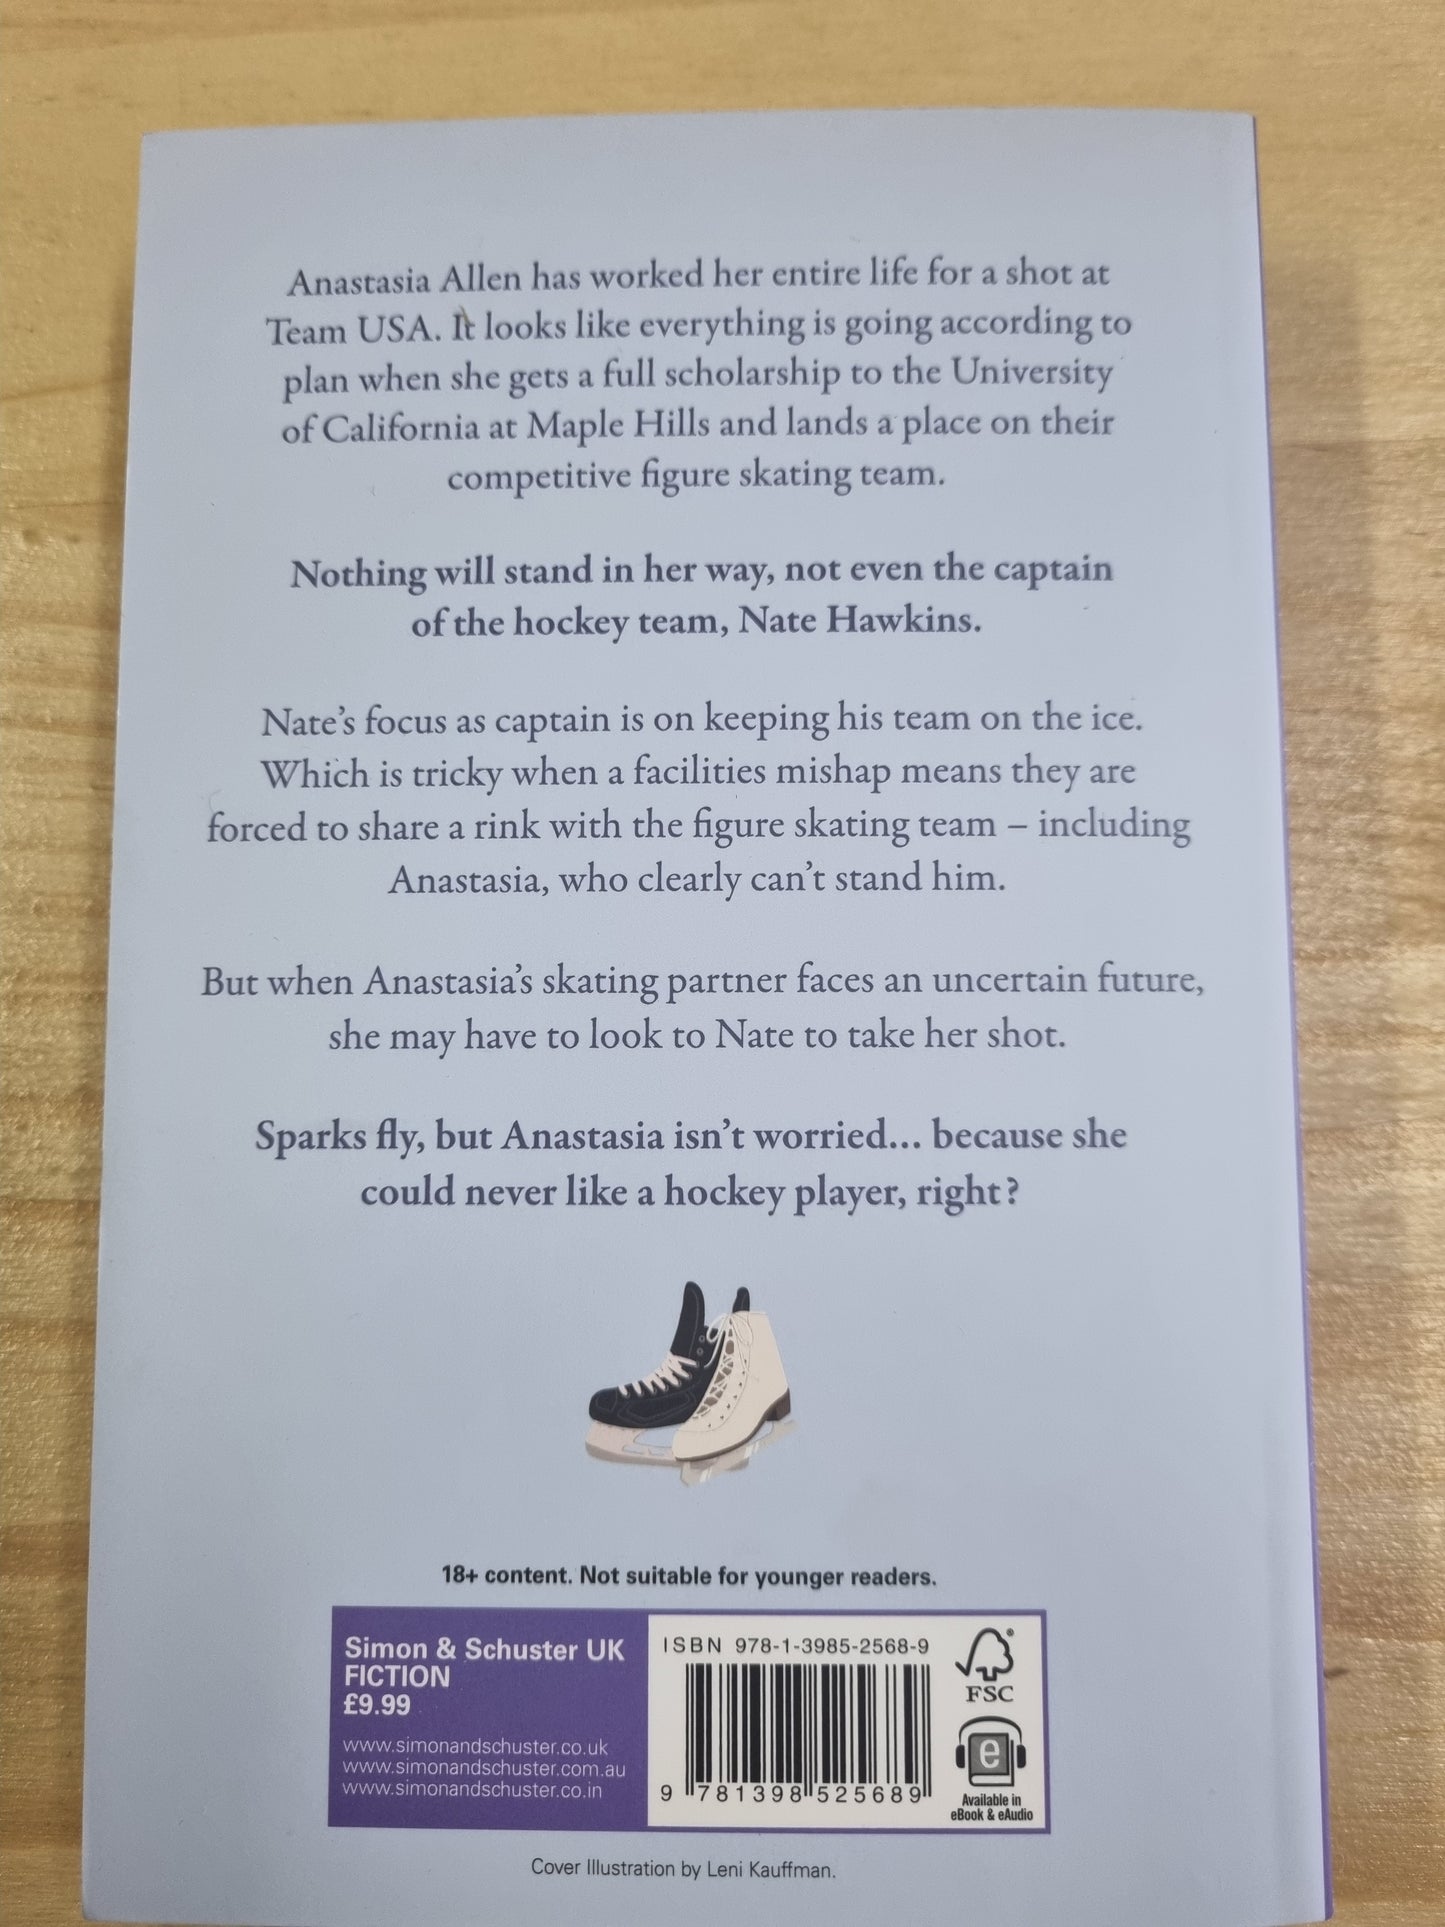 Anastasia Allen has worked her entire life for a shot at
Team USA. It looks like everything is going according to
plan when she gets a full scholarship to the University
of California at Maple Hills and lands a place on their
competitive figure skating team.
Nothing will stand in her way, not even the captain
of the hockey team, Nate Hawkins.
Nate’s focus as captain is on keeping his team on the ice.
Which is tricky when a facilities mishap means they are
forced to share a rink with the figure skating team – including
Anastasia, who clearly can’t stand him.
But when Anastasia’s skating partner faces an uncertain future,
she may have to look to Nate to take her shot.
Sparks fly, but Anastasia isn’t worried... because she
could never like a hockey player, right?
18+ content. Not suitable for younger readers.
Simon & Schuster UK
FICTION
£9.99
www.simonandschuster.co.uk
www.simonandschuster.com.au
www.simonandschuster.co.in
ISBN 978-1-3985-2568-9
9 781398 525689
FSC
e
Available in
eBook & eAudio
Cover Illustration by Leni Kauffman.